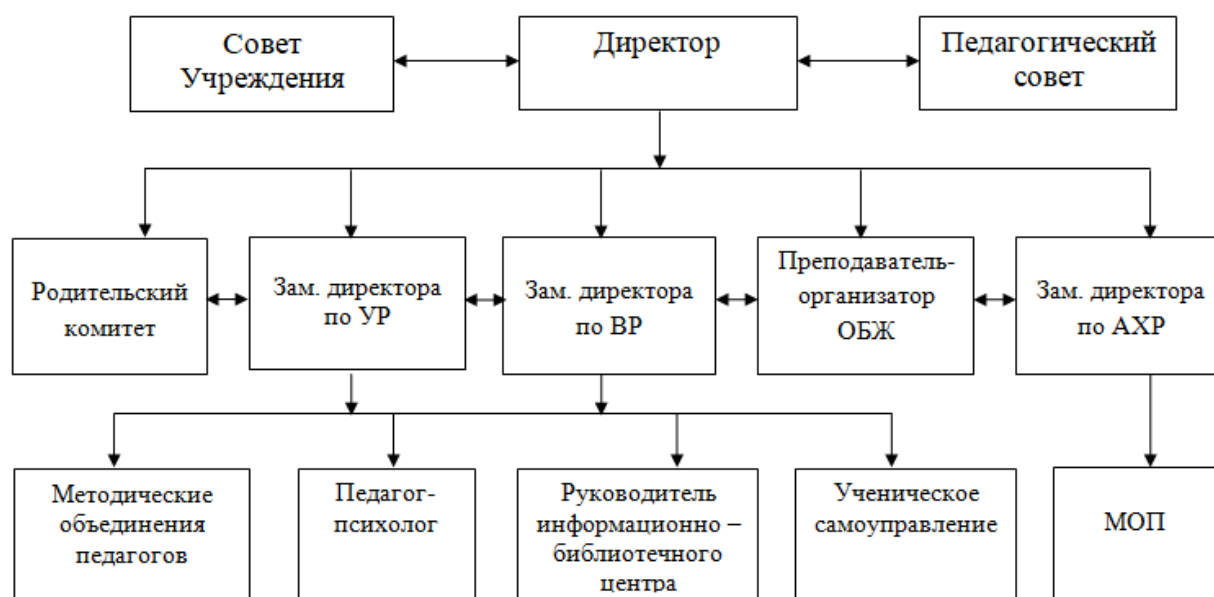 Совет
Учреждения
Директор
Педагогический
совет
Родительский
комитет
Зам. директора
по УР
Зам. директора
по ВР
Преподаватель-
организатор
ОБЖ
Зам. директора
по АХР
Методические
объединения
педагогов
Педагог-
психолог
Руководитель
информационно –
библиотечного
центра
Ученическое
самоуправление
МОП